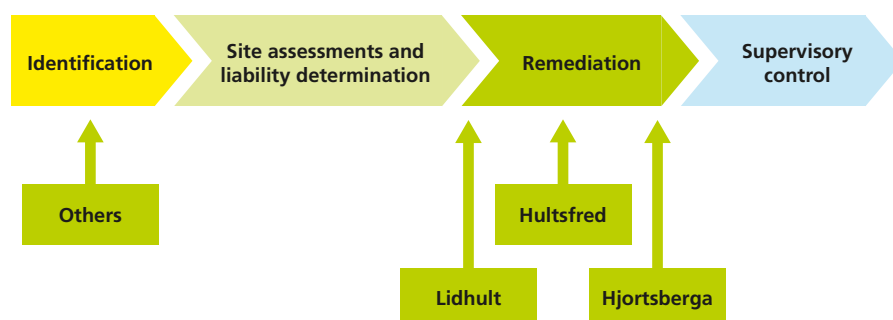 Identification
Site assessments and
liability determination
Remediation
Supervisory
control
Others
Hultsfred
Lidhult
Hjortsberga